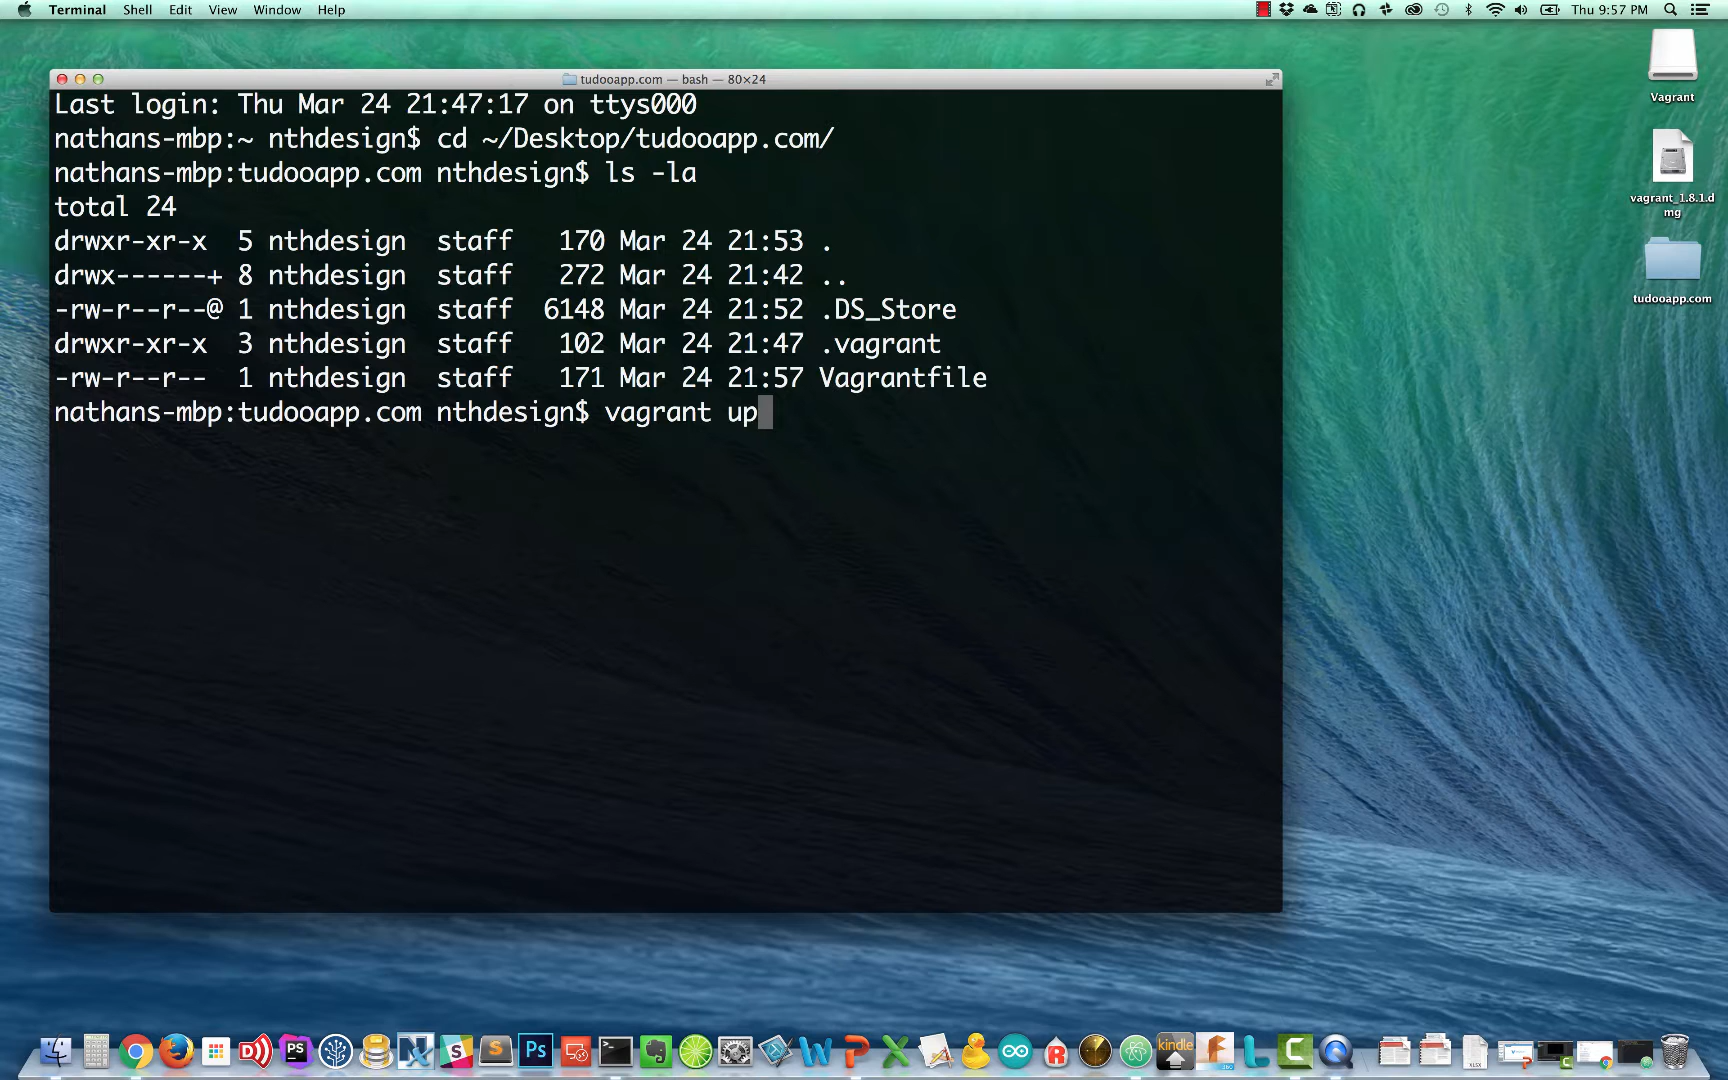 Terminal Shell Edit View Window Help
Thu 9:57 PM
tudooapp.com — bash — 80×24
Last login: Thu Mar 24 21:47:17 on ttys000
nathans-mbp:~ nthdesign$ cd ~/Desktop/tudooapp.com/
nathans-mbp:tudooapp.com nthdesign$ ls -la
total 24
drwxr-xr-x  5 nthdesign  staff   170 Mar 24 21:53 .
drwx------+ 8 nthdesign  staff   272 Mar 24 21:42 ..
-rw-r--r--@ 1 nthdesign  staff  6148 Mar 24 21:52 .DS_Store
drwxr-xr-x  3 nthdesign  staff   102 Mar 24 21:47 .vagrant
-rw-r--r--  1 nthdesign  staff   171 Mar 24 21:57 Vagrantfile
nathans-mbp:tudooapp.com nthdesign$ vagrant up
Vagrant
vagrant_1.8.1.d
mg
tudooapp.com
PS
Ps
kindle
XLSX